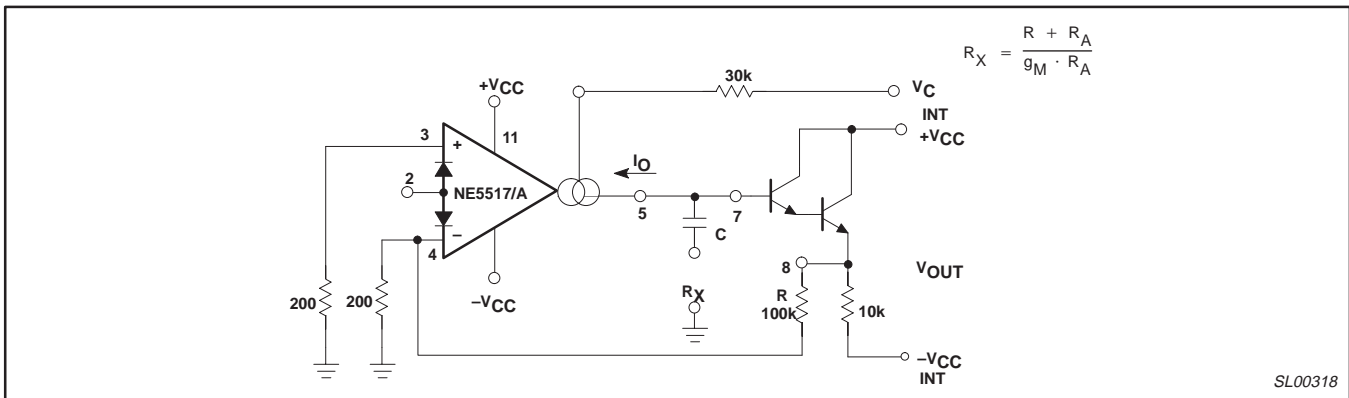 R_X = (R + R_A) / (g_M · R_A)
30k
V_C
INT
+V_CC
+V_CC
3
11
+
I_O
2
NE5517/A
5
7
–
4
C
8
V_OUT
–V_CC
R_X
R
100k
10k
200
200
–V_CC
INT
SL00318